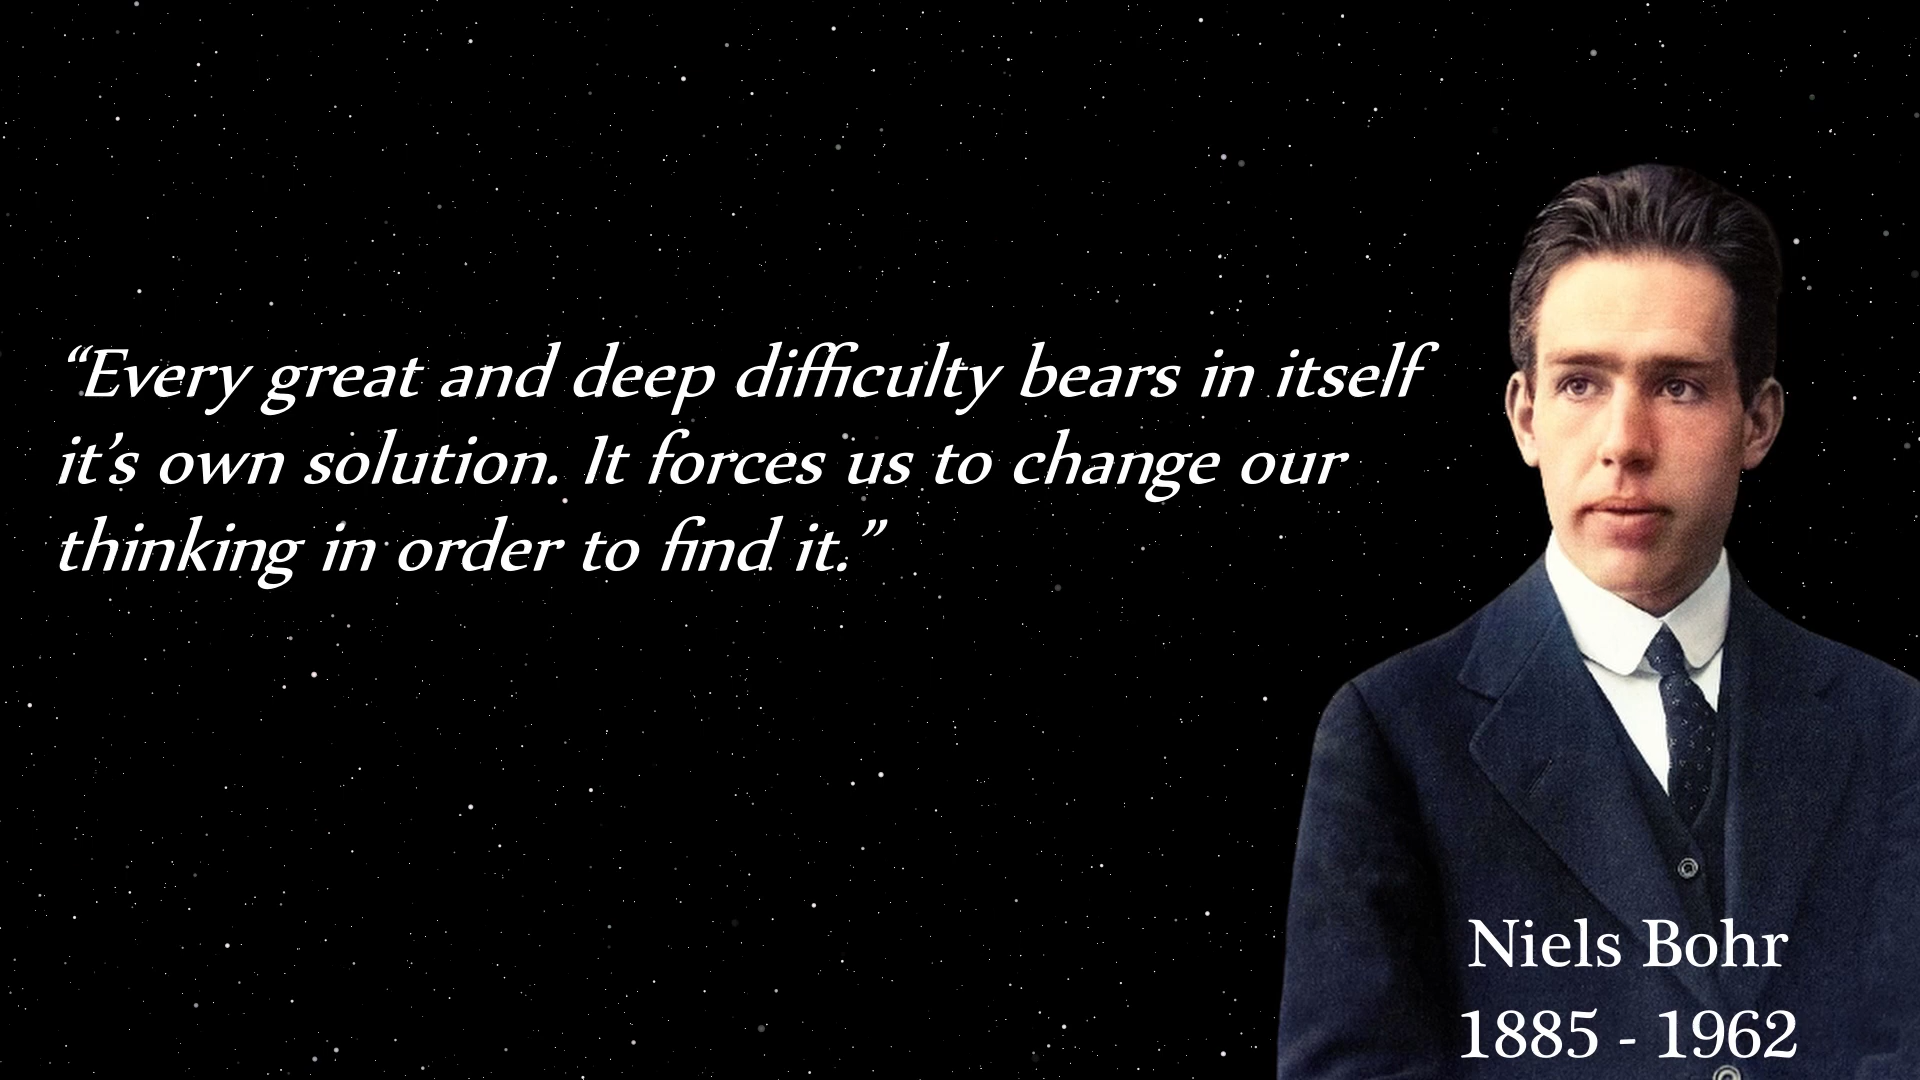 “Every great and deep difficulty bears in itself
it’s own solution. It forces us to change our
thinking in order to find it.”
Niels Bohr
1885 - 1962